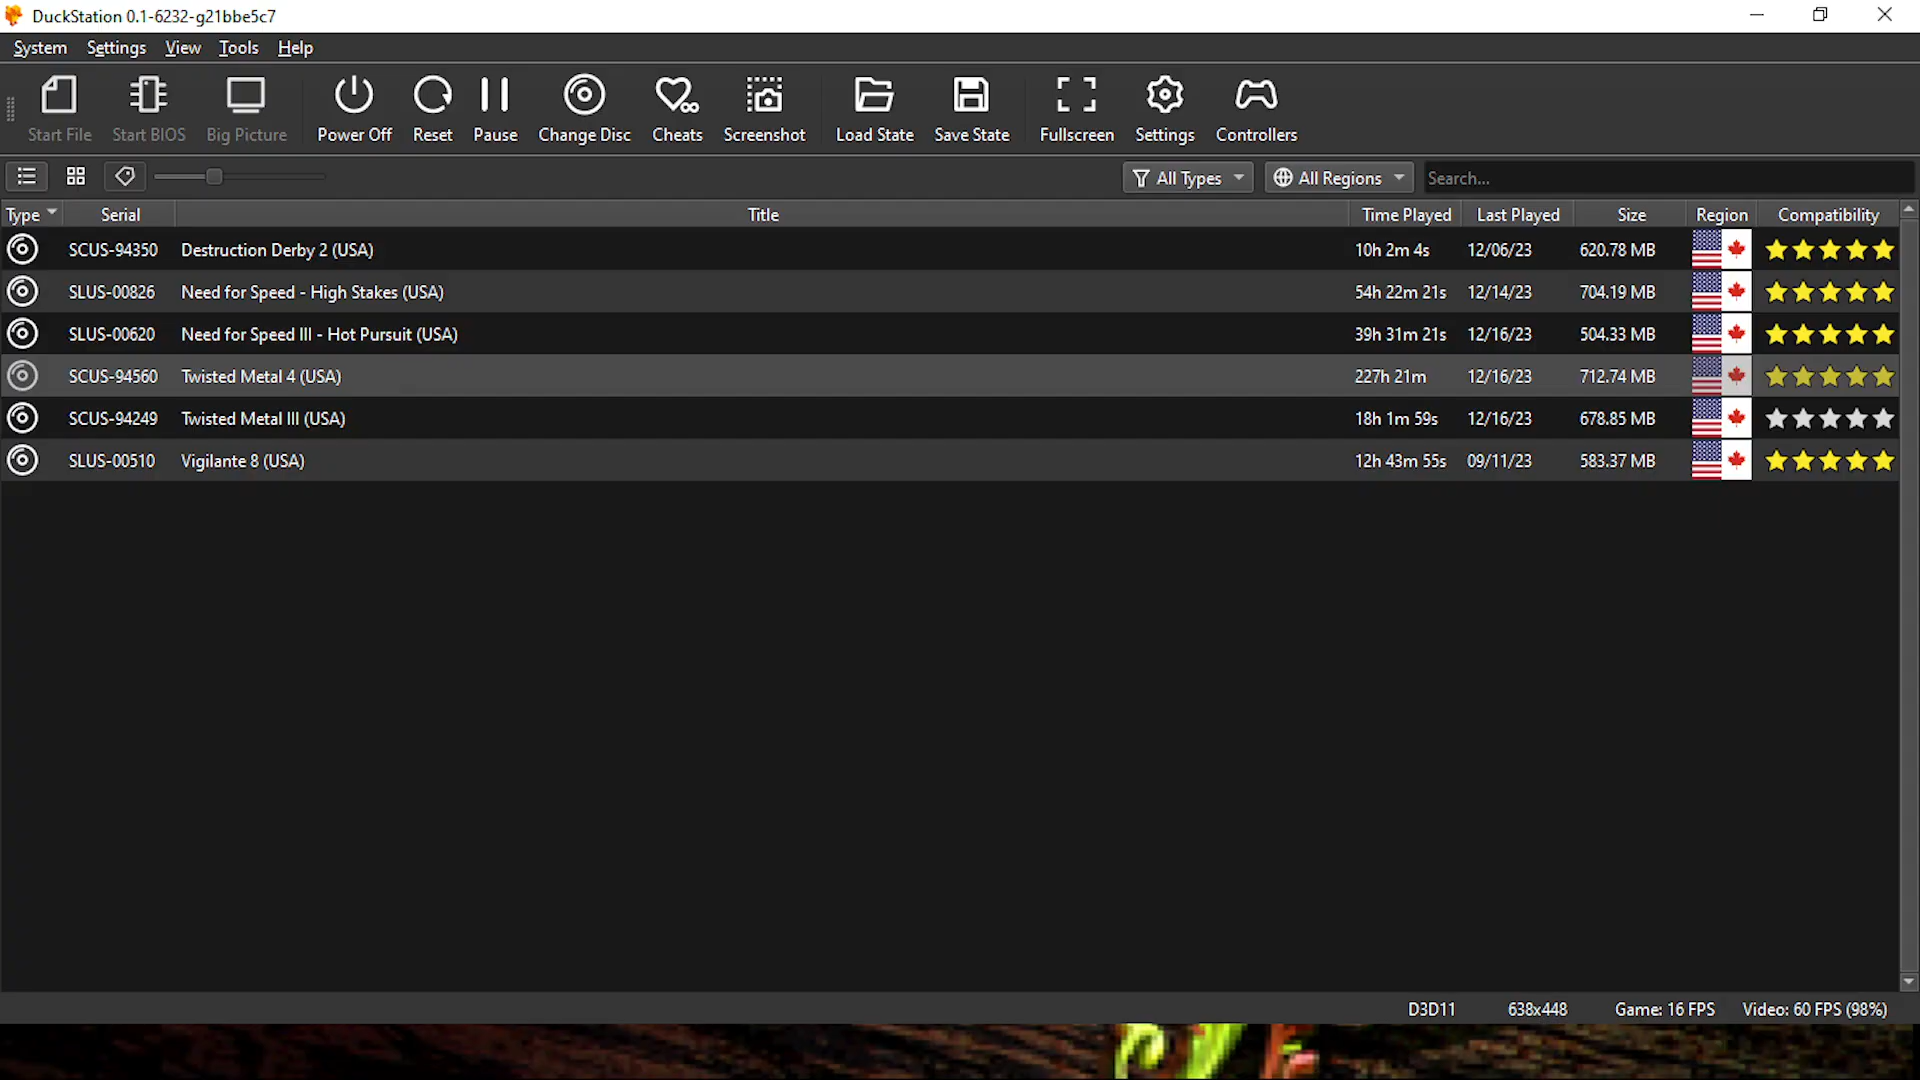 DuckStation 0.1-6232-g21bbe5c7
System Settings View Tools Help
Start File Start BIOS Big Picture Power Off Reset Pause Change Disc Cheats Screenshot Load State Save State Fullscreen Settings Controllers
All Types All Regions Search...
Type Serial Title Time Played Last Played Size Region Compatibility
SCUS-94350 Destruction Derby 2 (USA) 10h 2m 4s 12/06/23 620.78 MB
SLUS-00826 Need for Speed - High Stakes (USA) 54h 22m 21s 12/14/23 704.19 MB
SLUS-00620 Need for Speed III - Hot Pursuit (USA) 39h 31m 21s 12/16/23 504.33 MB
SCUS-94560 Twisted Metal 4 (USA) 227h 21m 12/16/23 712.74 MB
SCUS-94249 Twisted Metal III (USA) 18h 1m 59s 12/16/23 678.85 MB
SLUS-00510 Vigilante 8 (USA) 12h 43m 55s 09/11/23 583.37 MB
D3D11 638x448 Game: 16 FPS Video: 60 FPS (98%)